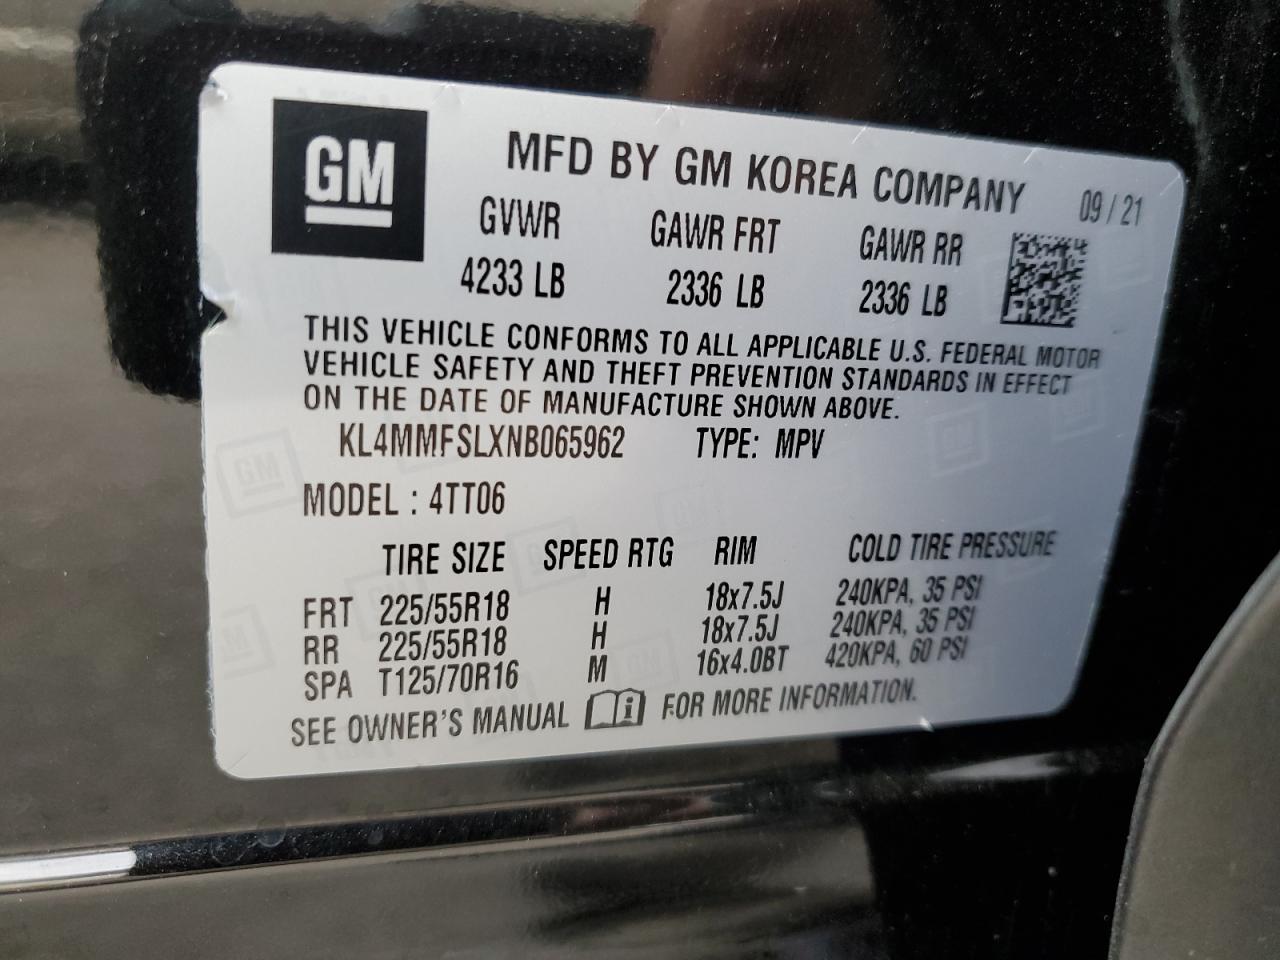 GM
MFD BY GM KOREA COMPANY 09/21
GVWR GAWR FRT GAWR RR
4233 LB 2336 LB 2336 LB
THIS VEHICLE CONFORMS TO ALL APPLICABLE U.S. FEDERAL MOTOR
VEHICLE SAFETY AND THEFT PREVENTION STANDARDS IN EFFECT
ON THE DATE OF MANUFACTURE SHOWN ABOVE.
KL4MMFSLXNB065962 TYPE: MPV
MODEL : 4TT06
TIRE SIZE SPEED RTG RIM COLD TIRE PRESSURE
FRT 225/55R18 H 18x7.5J 240KPA, 35 PSI
RR 225/55R18 H 18x7.5J 240KPA, 35 PSI
SPA T125/70R16 M 16x4.0BT 420KPA, 60 PSI
SEE OWNER'S MANUAL FOR MORE INFORMATION.